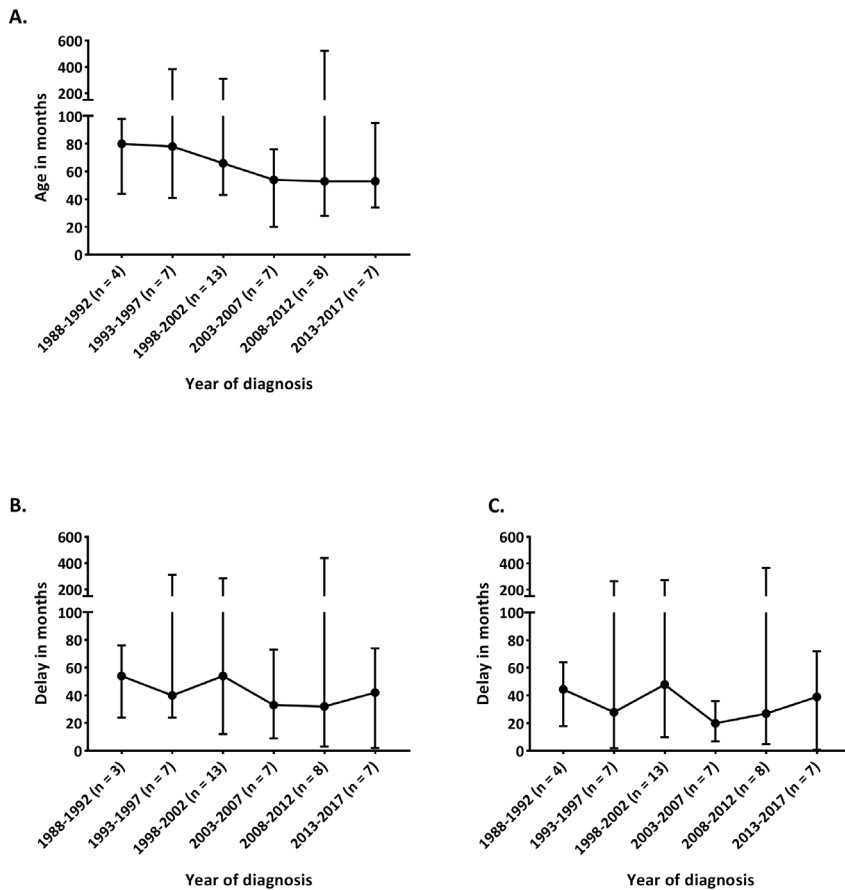 A.
Age in months
600
400
200
100
80
60
40
20
0
1988-1992 (n = 4)
1993-1997 (n = 7)
1998-2002 (n = 13)
2003-2007 (n = 7)
2008-2012 (n = 8)
2013-2017 (n = 7)
Year of diagnosis
B.
Delay in months
600
400
200
100
80
60
40
20
0
1988-1992 (n = 3)
1993-1997 (n = 7)
1998-2002 (n = 13)
2003-2007 (n = 7)
2008-2012 (n = 8)
2013-2017 (n = 7)
Year of diagnosis
C.
Delay in months
600
400
200
100
80
60
40
20
0
1988-1992 (n = 4)
1993-1997 (n = 7)
1998-2002 (n = 13)
2003-2007 (n = 7)
2008-2012 (n = 8)
2013-2017 (n = 7)
Year of diagnosis